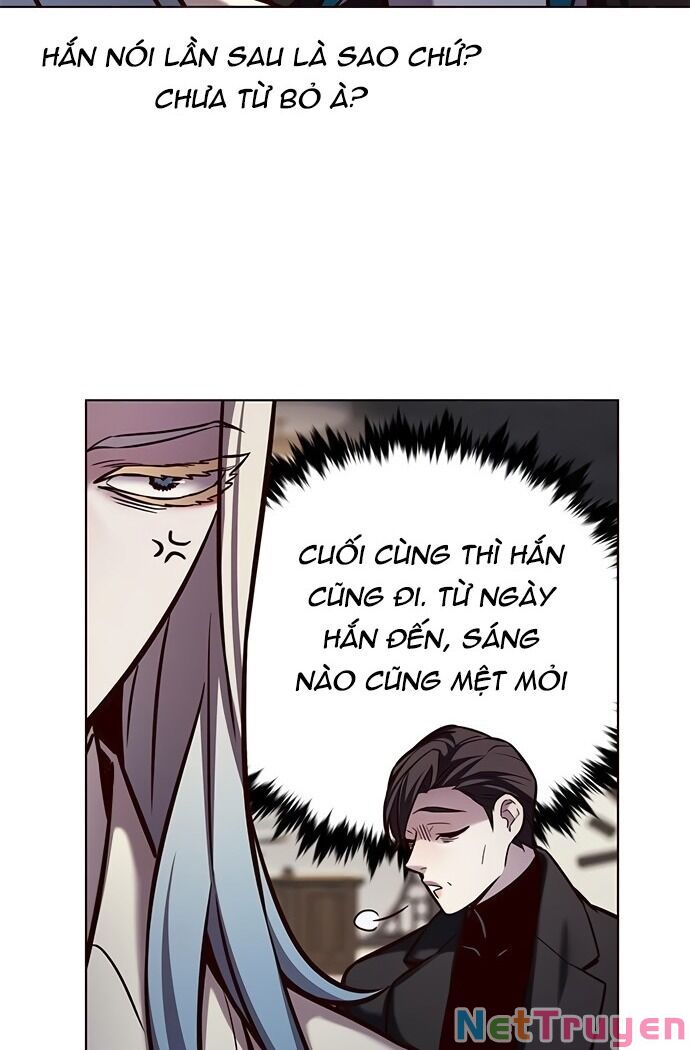 HẮN NÓI LẦN SAU LÀ SAO CHỨ?
CHƯA TỪ BỎ À?
CUỐI CÙNG THÌ HẮN
CŨNG ĐI. TỪ NGÀY
HẮN ĐẾN, SÁNG
NÀO CŨNG MỆT MỎI
NetTruyen